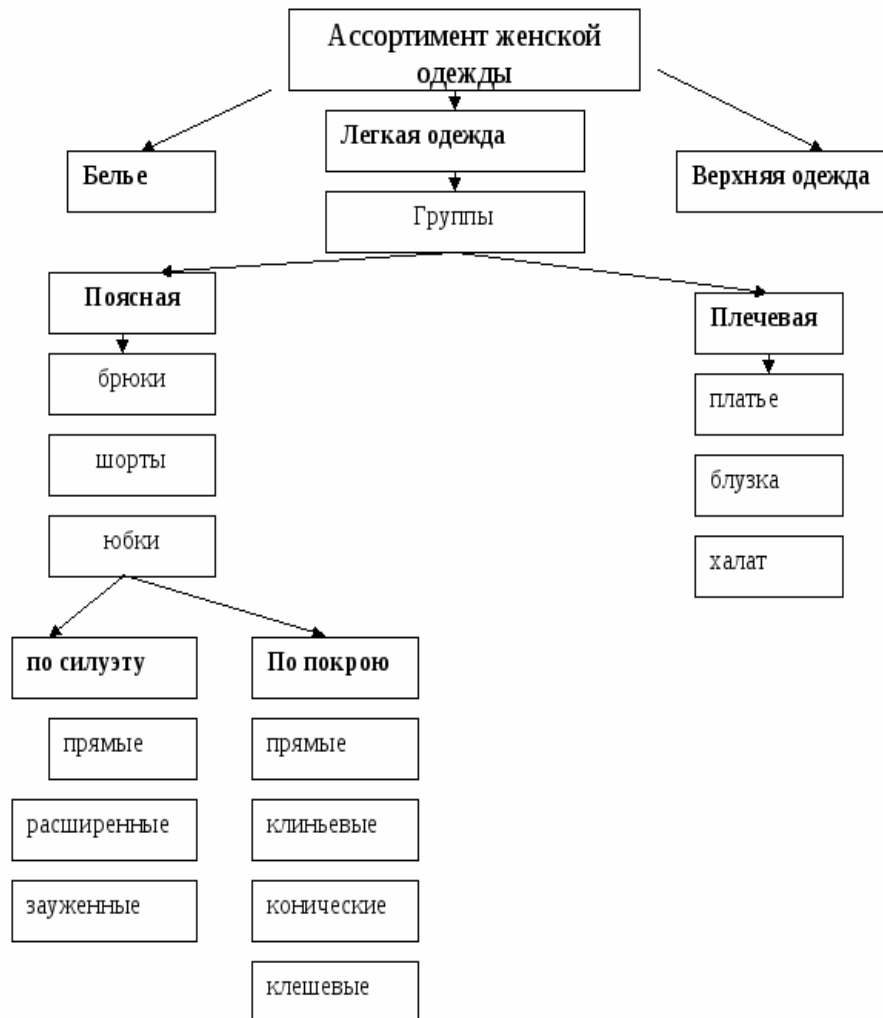 Ассортимент женской
одежды
Легкая одежда
Белье
Верхняя одежда
Группы
Поясная
Плечевая
брюки
платье
шорты
блузка
юбки
халат
по силуэту
По покрою
прямые
прямые
расширенные
клиньевые
зауженные
конические
клешевые